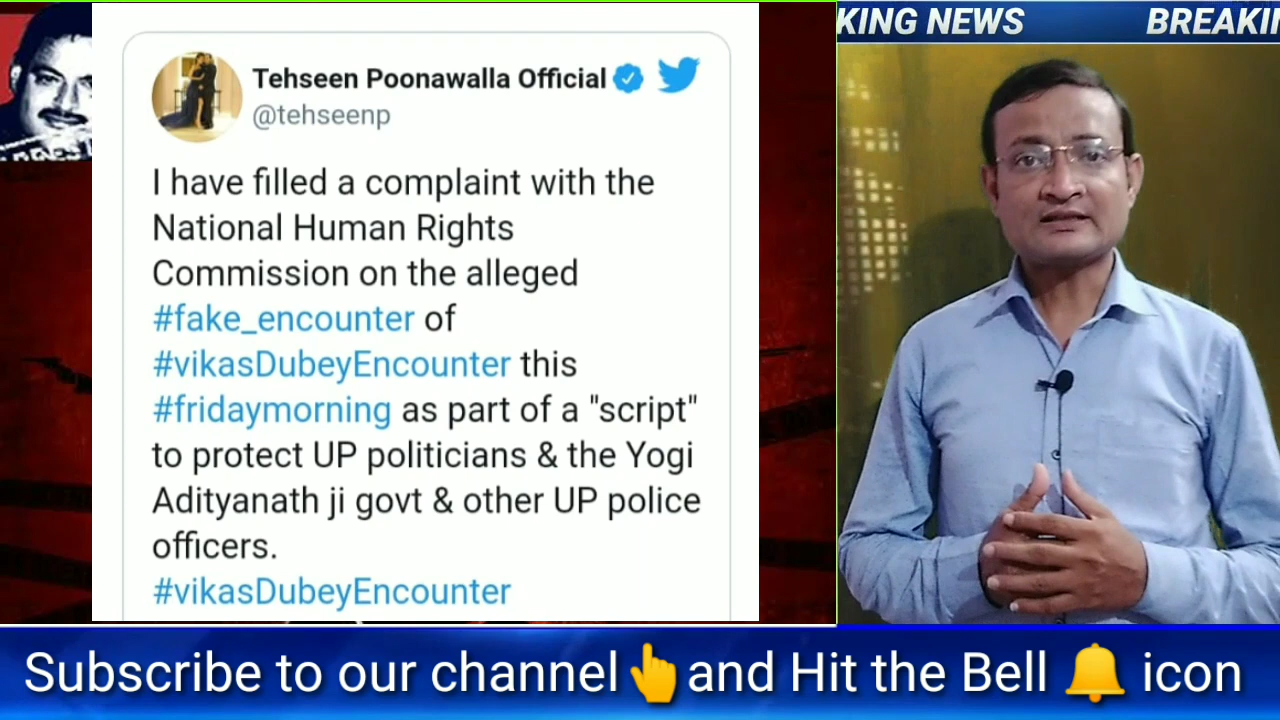 KING NEWS
BREAKI
Tehseen Poonawalla Official
@tehseenp
I have filled a complaint with the
National Human Rights
Commission on the alleged
#fake_encounter of
#vikasDubeyEncounter this
#fridaymorning as part of a "script"
to protect UP politicians & the Yogi
Adityanath ji govt & other UP police
officers.
#vikasDubeyEncounter
Subscribe to our channel👆and Hit the Bell 🔔 icon